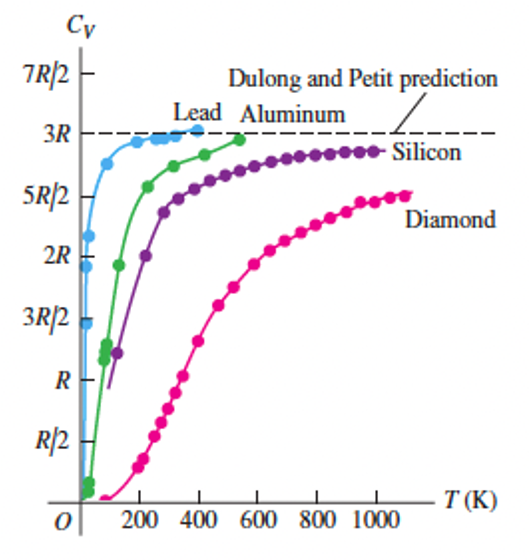 C_V
7R/2
Dulong and Petit prediction
Lead Aluminum
3R
Silicon
5R/2
Diamond
2R
3R/2
R
R/2
T (K)
O 200 400 600 800 1000